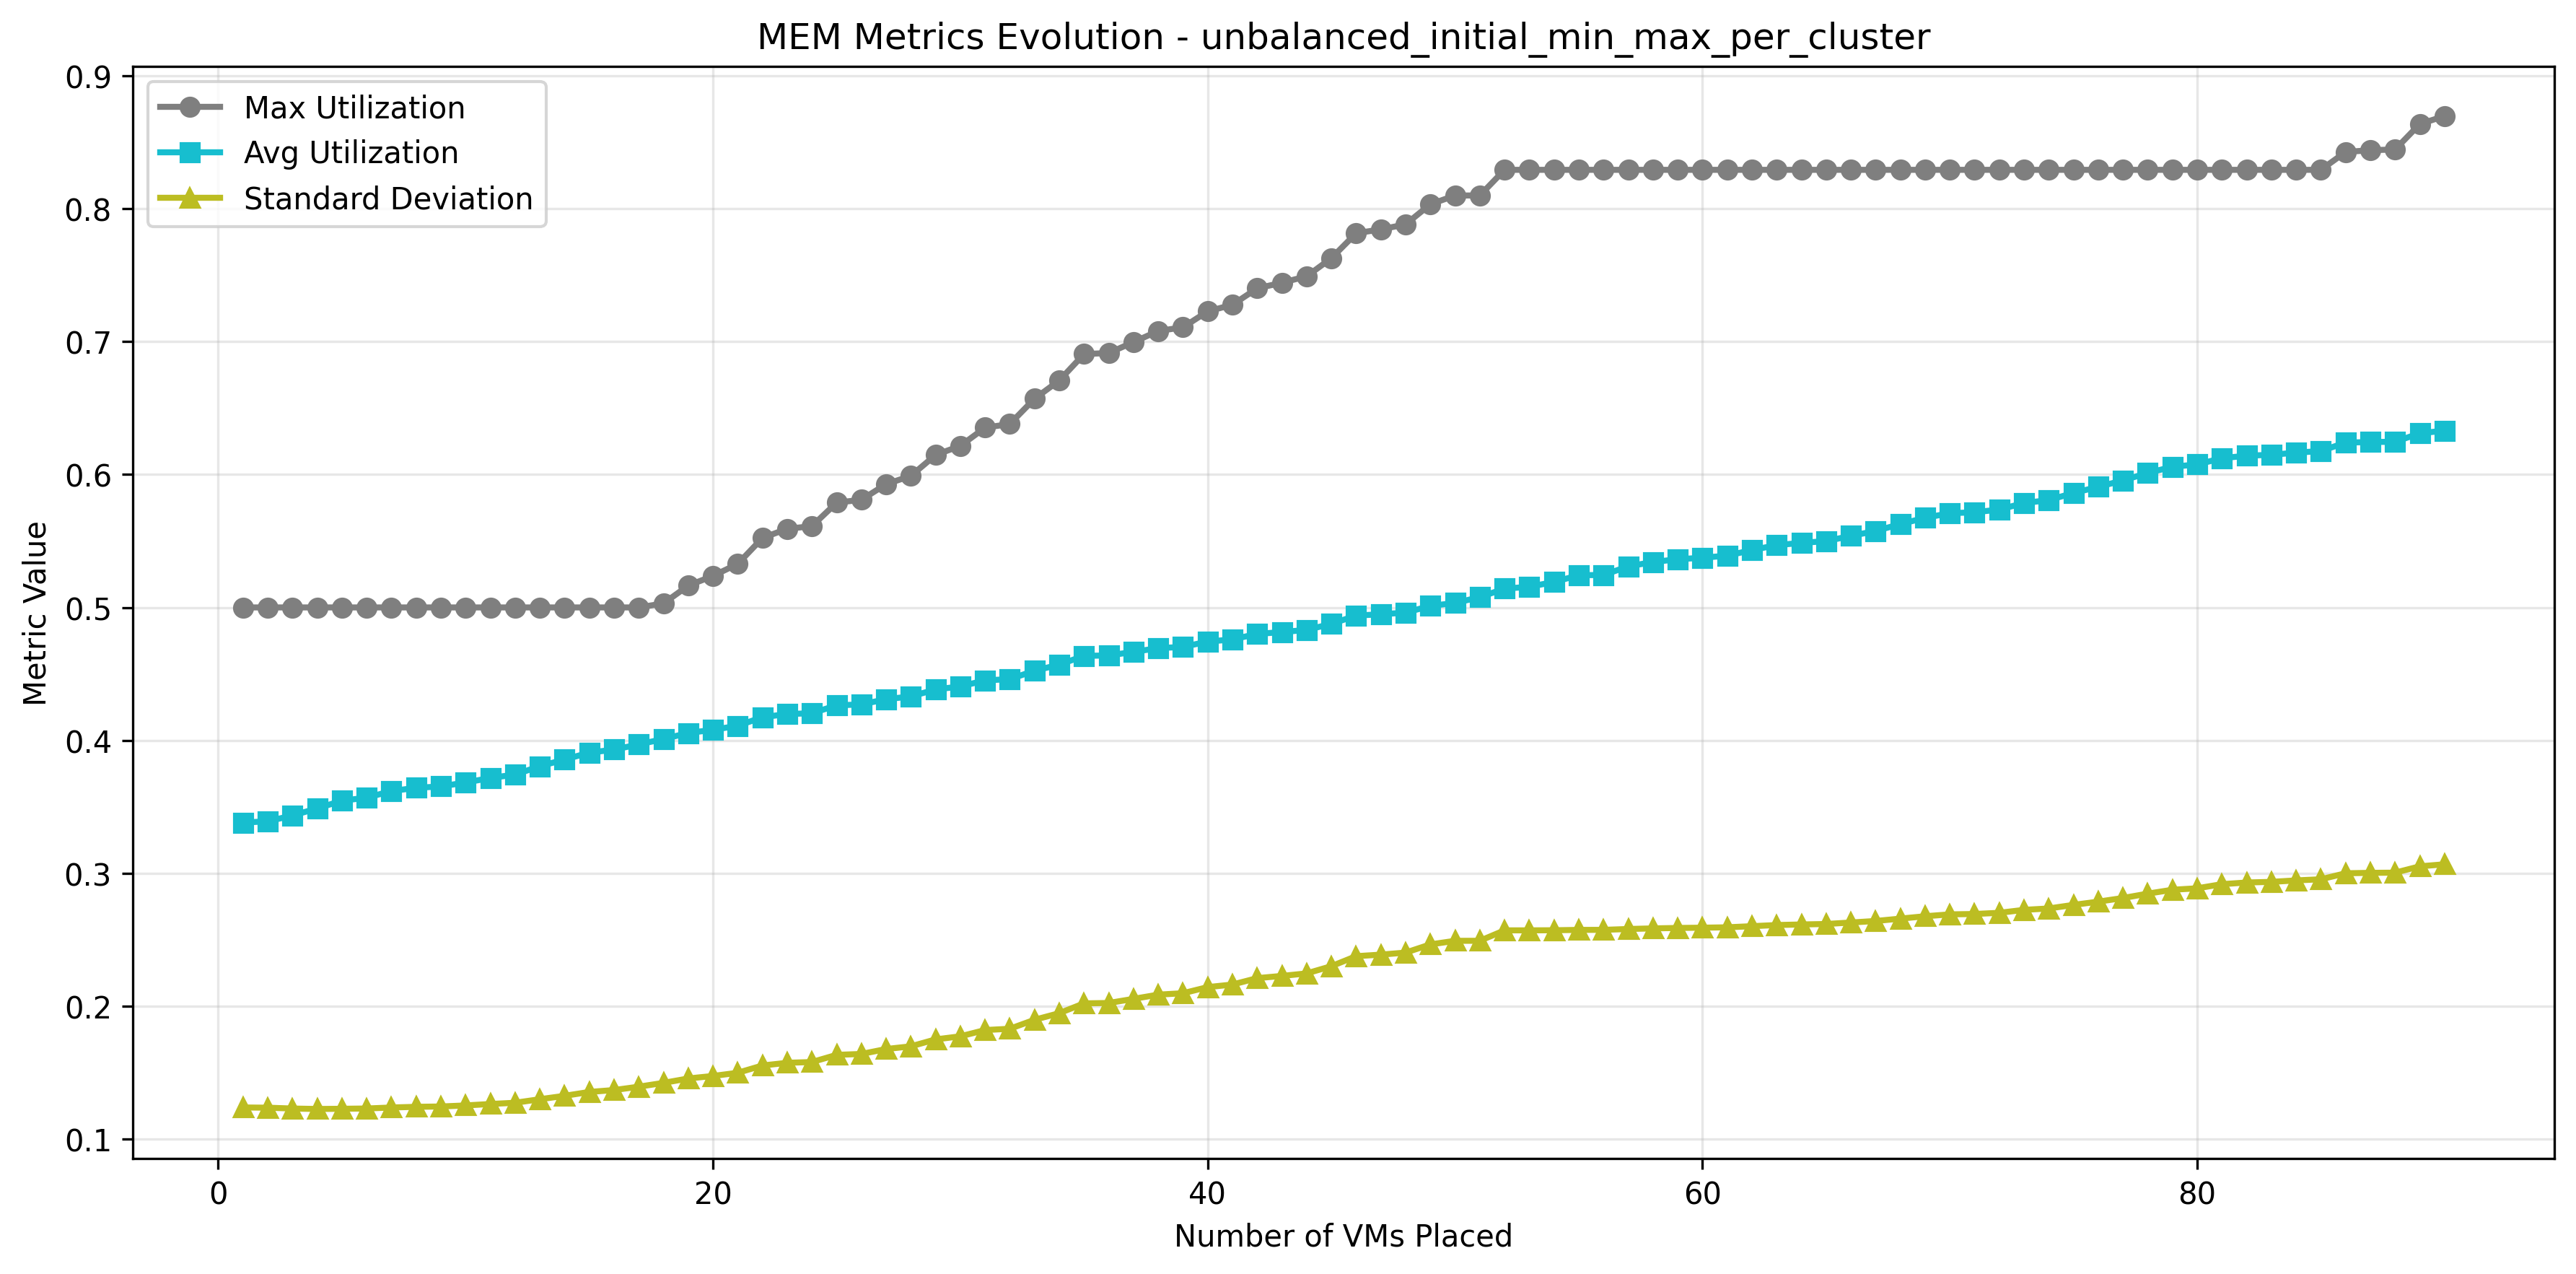 MEM Metrics Evolution - unbalanced_initial_min_max_per_cluster
Max Utilization
Avg Utilization
Standard Deviation
Metric Value
0.9
0.8
0.7
0.6
0.5
0.4
0.3
0.2
0.1
0 20 40 60 80
Number of VMs Placed